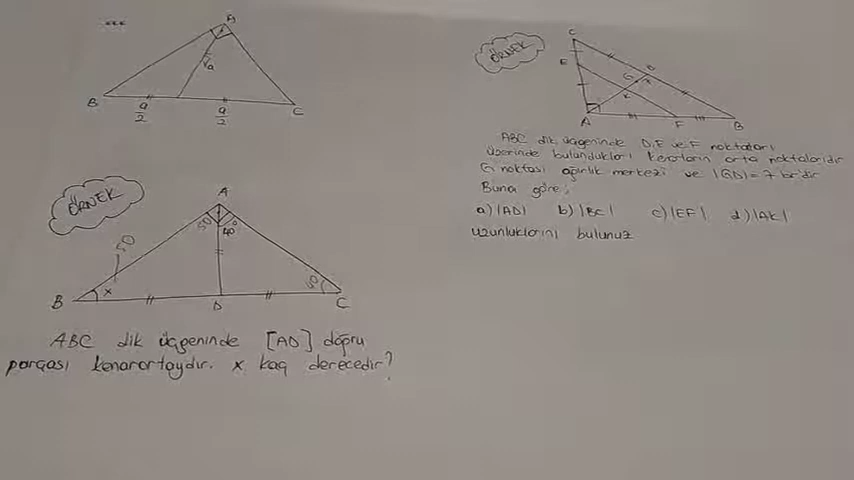 A
Va
B
a/2
a/2
C
ÖRNEK
A
50
40°
50
x
50
B
D
C
ABC dik üçgeninde [AD] doğru
parçası kenarortaydır. x kaç derecedir?
ÖRNEK
C
E
D
G
K
A
F
B
ABC dik üçgeninde D,E ve F noktaları
üzerinde bulundukları kenarların orta noktalarıdır
G noktası ağırlık merkezi ve |GD|=7 br'dir
Buna göre,
a) |AD| b) |BC| c) |EF| d) |AK|
uzunluklarını bulunuz